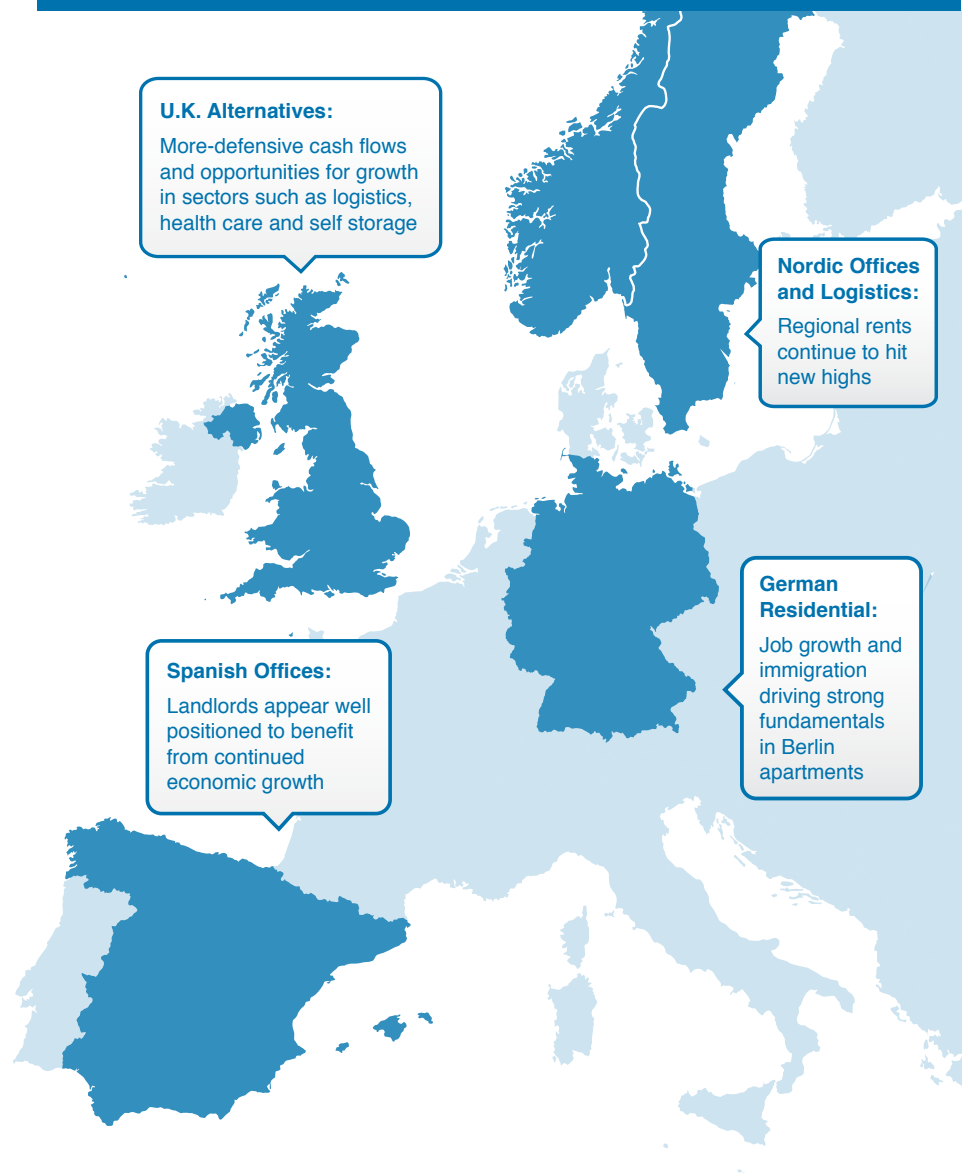 U.K. Alternatives:
More-defensive cash flows
and opportunities for growth
in sectors such as logistics,
health care and self storage
Nordic Offices
and Logistics:
Regional rents
continue to hit
new highs
German
Residential:
Job growth and
immigration
driving strong
fundamentals
in Berlin
apartments
Spanish Offices:
Landlords appear well
positioned to benefit
from continued
economic growth